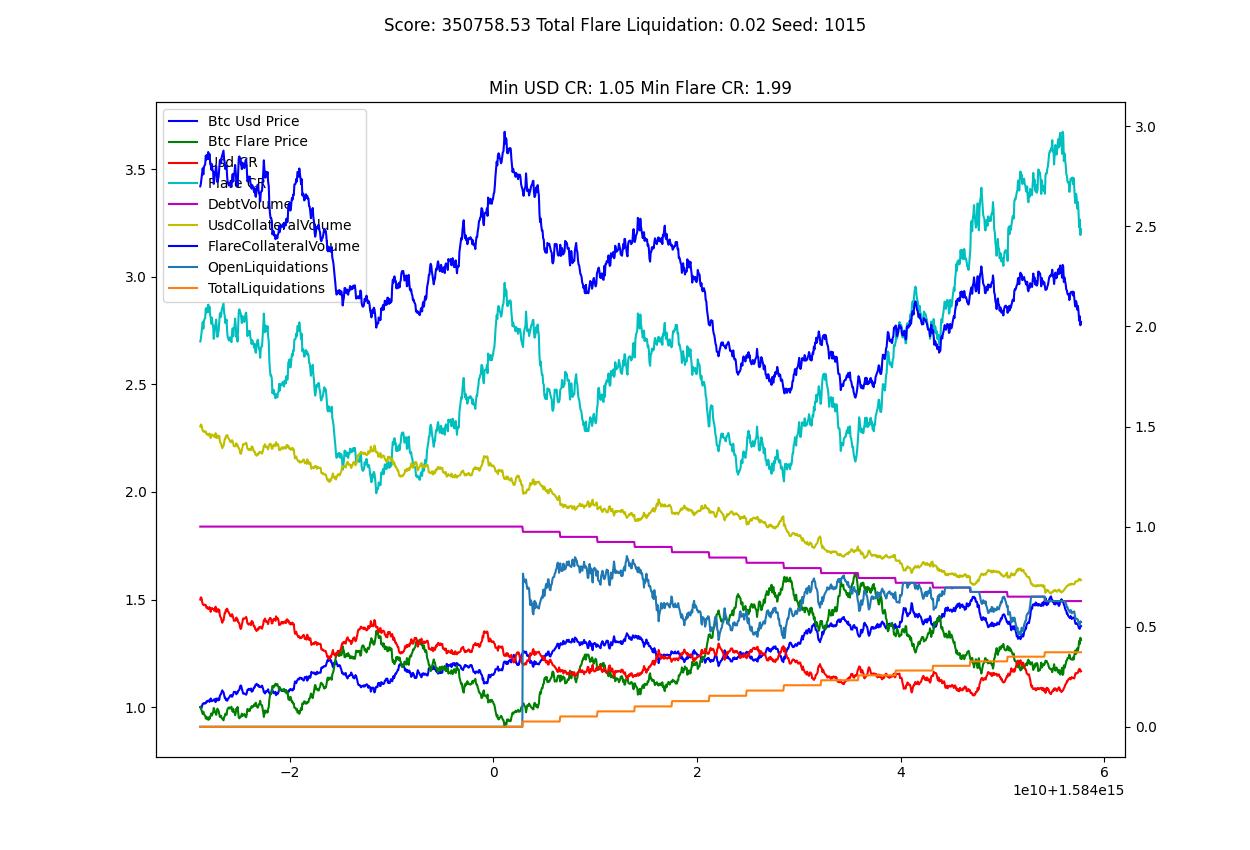 Score: 350758.53 Total Flare Liquidation: 0.02 Seed: 1015
Min USD CR: 1.05 Min Flare CR: 1.99
Btc Usd Price
Btc Flare Price
Usd CR
Flare CR
DebtVolume
UsdCollateralVolume
FlareCollateralVolume
OpenLiquidations
TotalLiquidations
3.5
3.0
2.5
2.0
1.5
1.0
3.0
2.5
2.0
1.5
1.0
0.5
0.0
−2
0
2
4
6
1e10+1.584e15